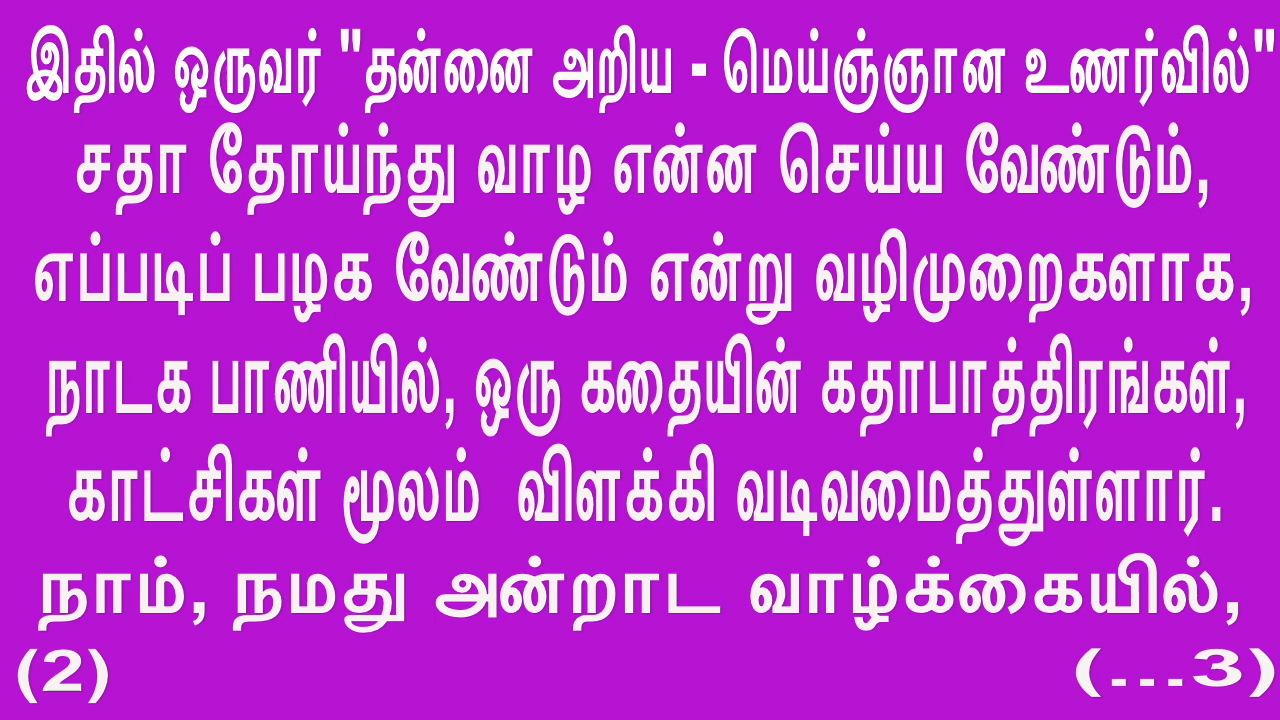 இதில் ஒருவர் "தன்னை அறிய - மெய்ஞ்ஞான உணர்வில்"
சதா தோய்ந்து வாழ என்ன செய்ய வேண்டும்,
எப்படிப் பழக வேண்டும் என்று வழிமுறைகளாக,
நாடக பாணியில், ஒரு கதையின் கதாபாத்திரங்கள்,
காட்சிகள் மூலம்  விளக்கி வடிவமைத்துள்ளார்.
நாம், நமது அன்றாட வாழ்க்கையில்,
(2) (...3)